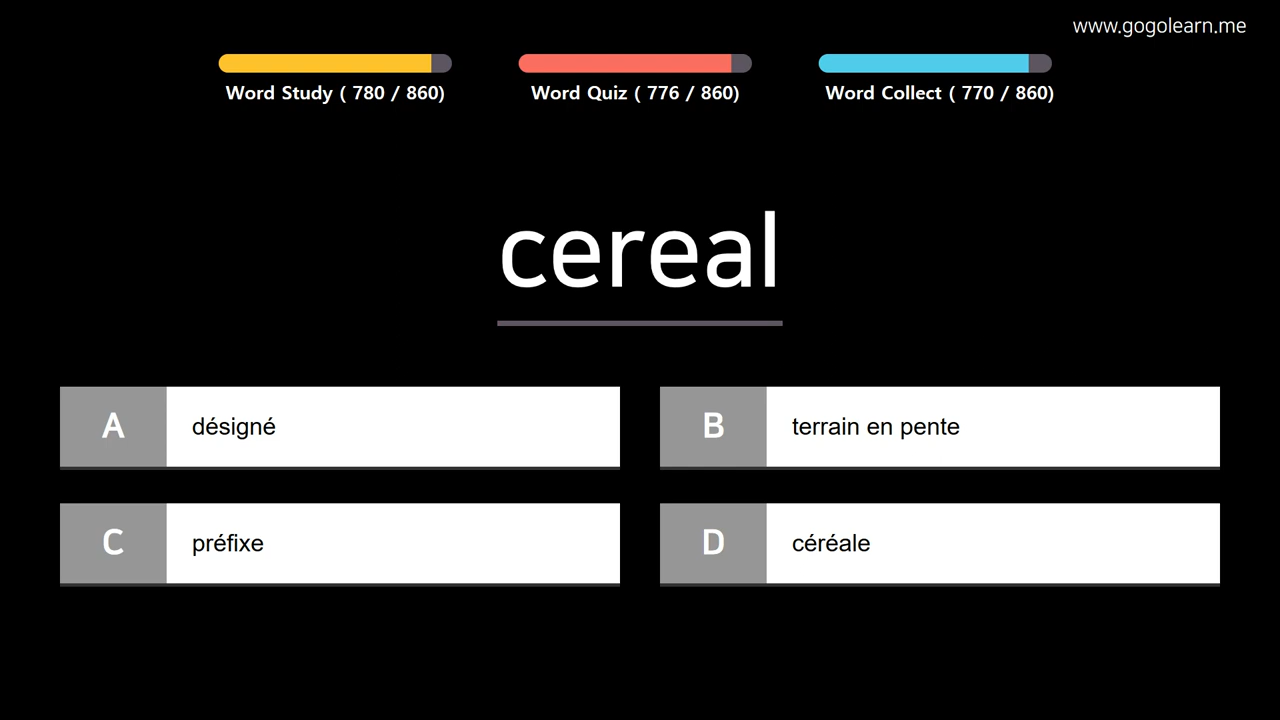 www.gogolearn.me
Word Study ( 780 / 860)
Word Quiz ( 776 / 860)
Word Collect ( 770 / 860)
cereal
A
désigné
B
terrain en pente
C
préfixe
D
céréale